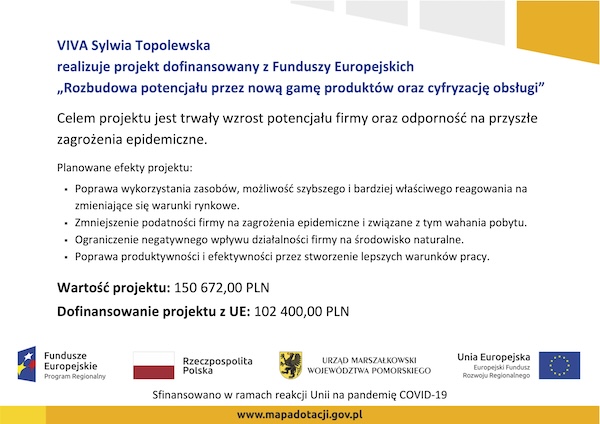 VIVA Sylwia Topolewska
realizuje projekt dofinansowany z Funduszy Europejskich
„Rozbudowa potencjału przez nową gamę produktów oraz cyfryzację obsługi”
Celem projektu jest trwały wzrost potencjału firmy oraz odporność na przyszłe
zagrożenia epidemiczne.
Planowane efekty projektu:
• Poprawa wykorzystania zasobów, możliwość szybszego i bardziej właściwego reagowania na
zmieniające się warunki rynkowe.
• Zmniejszenie podatności firmy na zagrożenia epidemiczne i związane z tym wahania pobytu.
• Ograniczenie negatywnego wpływu działalności firmy na środowisko naturalne.
• Poprawa produktywności i efektywności przez stworzenie lepszych warunków pracy.
Wartość projektu: 150 672,00 PLN
Dofinansowanie projektu z UE: 102 400,00 PLN
Fundusze
Europejskie
Program Regionalny
Rzeczpospolita
Polska
URZĄD MARSZAŁKOWSKI
WOJEWÓDZTWA POMORSKIEGO
Unia Europejska
Europejski Fundusz
Rozwoju Regionalnego
Sfinansowano w ramach reakcji Unii na pandemię COVID-19
www.mapadotacji.gov.pl